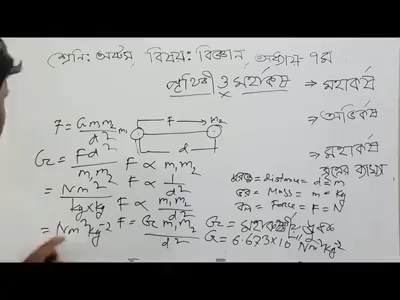 শ্রেনি: অষ্টম, বিষয়: বিজ্ঞান, অধ্যায় ৭ম
পৃথিবী ও মহাকর্ষ ⇒ মহাকর্ষ
⇒ অভিকর্ষ
⇒ মহাকর্ষ
F = Gm₁m₂/d² m₁ F m₂
d
G = Fd²/m₁m₂ F ∝ m₁m₂
= Nm²/kg×kg F ∝ 1/d²
F ∝ m₁m₂/d²
= Nm²kg⁻² F = G m₁m₂/d²
দূরত্ব = Distance = d = m
ভর = Mass = m = kg
বল = Force = F = N
G = মহাকর্ষীয়
G = 6.673×10⁻¹¹ Nm²kg⁻²